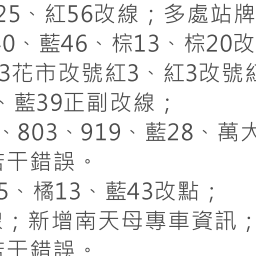 25、紅56改線；多處站牌
40、藍46、棕13、棕20改
3花市改號紅3、紅3改號紅
、藍39正副改線；
、803、919、藍28、萬大
若干錯誤。
5、橘13、藍43改點；
；新增南天母專車資訊；
若干錯誤。